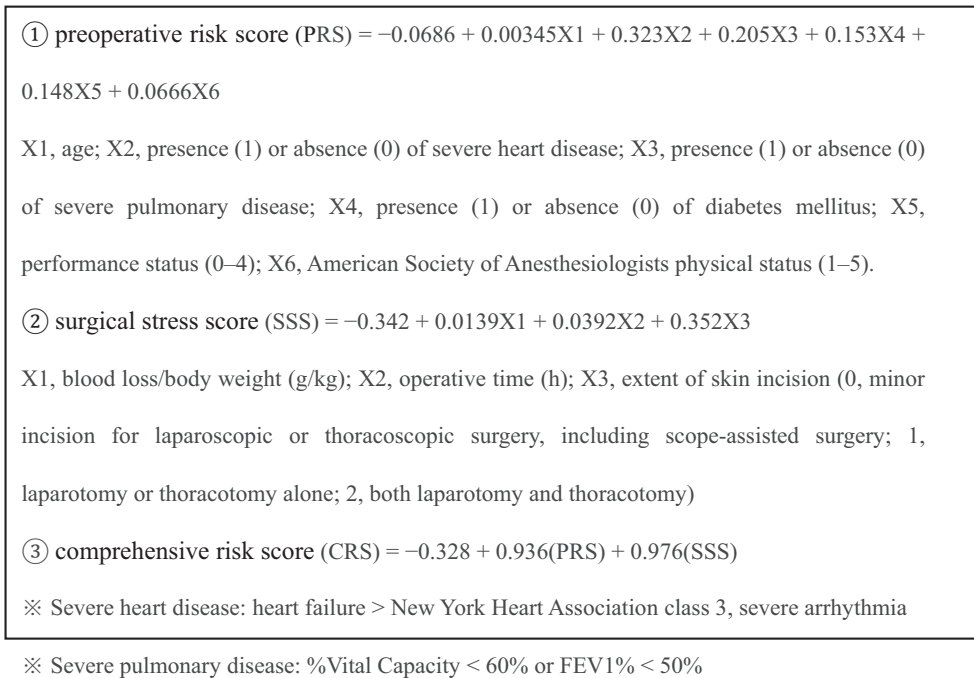 ① preoperative risk score (PRS) = −0.0686 + 0.00345X1 + 0.323X2 + 0.205X3 + 0.153X4 +
0.148X5 + 0.0666X6
X1, age; X2, presence (1) or absence (0) of severe heart disease; X3, presence (1) or absence (0)
of severe pulmonary disease; X4, presence (1) or absence (0) of diabetes mellitus; X5,
performance status (0–4); X6, American Society of Anesthesiologists physical status (1–5).
② surgical stress score (SSS) = −0.342 + 0.0139X1 + 0.0392X2 + 0.352X3
X1, blood loss/body weight (g/kg); X2, operative time (h); X3, extent of skin incision (0, minor
incision for laparoscopic or thoracoscopic surgery, including scope-assisted surgery; 1,
laparotomy or thoracotomy alone; 2, both laparotomy and thoracotomy)
③ comprehensive risk score (CRS) = −0.328 + 0.936(PRS) + 0.976(SSS)
※ Severe heart disease: heart failure > New York Heart Association class 3, severe arrhythmia
※ Severe pulmonary disease: %Vital Capacity < 60% or FEV1% < 50%